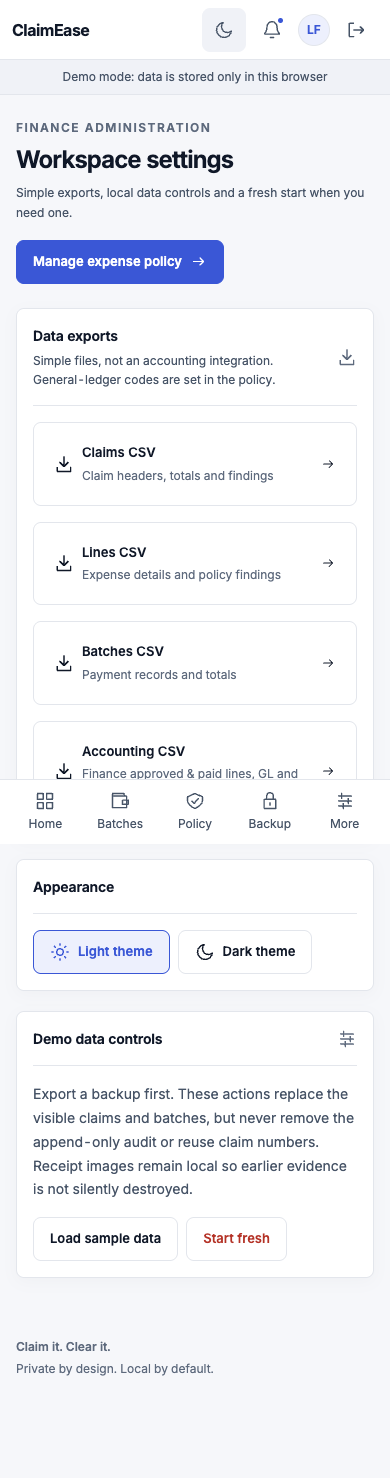 ClaimEase
LF
Demo mode: data is stored only in this browser
FINANCE ADMINISTRATION
Workspace settings
Simple exports, local data controls and a fresh start when you
need one.
Manage expense policy
Data exports
Simple files, not an accounting integration.
General-ledger codes are set in the policy.
Claims CSV
Claim headers, totals and findings
Lines CSV
Expense details and policy findings
Batches CSV
Payment records and totals
Accounting CSV
Finance approved & paid lines, GL and
Home
Batches
Policy
Backup
More
Appearance
Light theme
Dark theme
Demo data controls
Export a backup first. These actions replace the
visible claims and batches, but never remove the
append-only audit or reuse claim numbers.
Receipt images remain local so earlier evidence
is not silently destroyed.
Load sample data
Start fresh
Claim it. Clear it.
Private by design. Local by default.